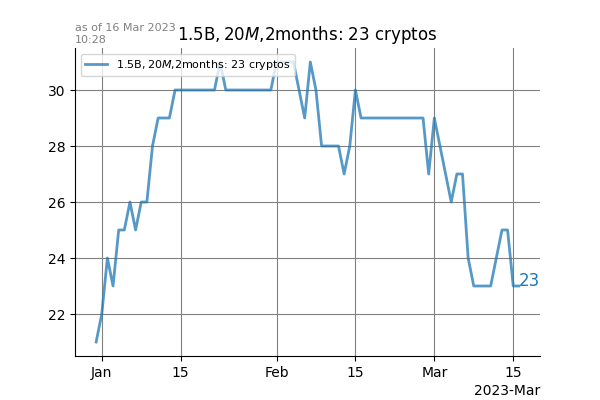 as of 16 Mar 2023
10:28
1.5B, 20M,2months: 23 cryptos
1.5B, 20M,2months: 23 cryptos
30
28
26
24
22
23
Jan 15 Feb 15 Mar 15
2023-Mar